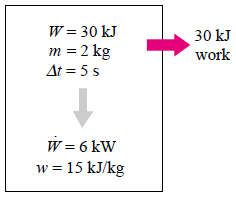 W = 30 kJ
m = 2 kg
Δt = 5 s
30 kJ
work
Ẇ = 6 kW
w = 15 kJ/kg